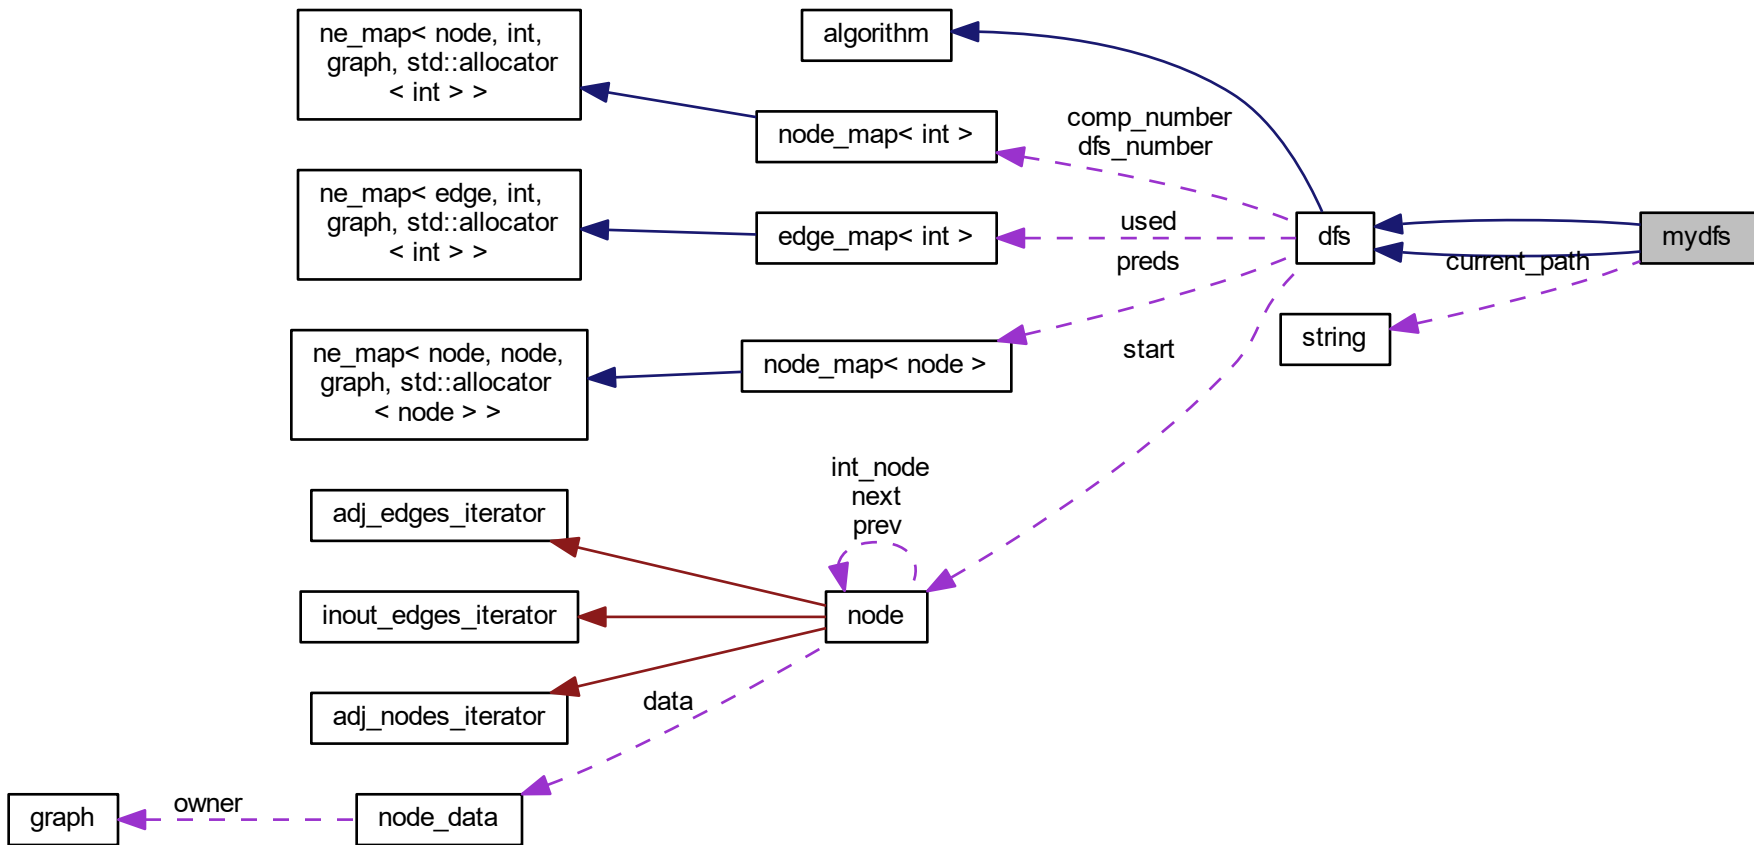 ne_map< node, int,
graph, std::allocator
< int > >
algorithm
node_map< int >
comp_number
dfs_number
ne_map< edge, int,
graph, std::allocator
< int > >
edge_map< int >
used
preds
dfs
mydfs
current_path
string
ne_map< node, node,
graph, std::allocator
< node > >
node_map< node >
start
int_node
next
prev
adj_edges_iterator
inout_edges_iterator
node
adj_nodes_iterator
data
graph
owner
node_data